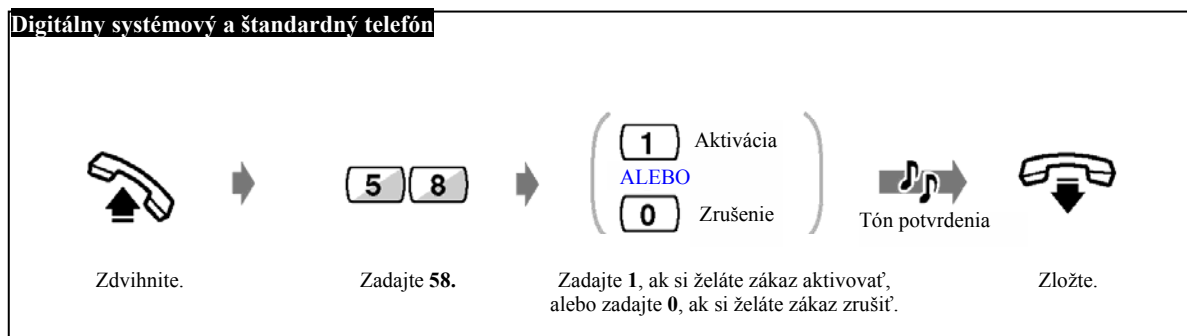 Digitálny systémový a štandardný telefón
1 Aktivácia
ALEBO
5 8
0 Zrušenie
Tón potvrdenia
Zdvihnite.
Zadajte 58.
Zadajte 1, ak si želáte zákaz aktivovať,
alebo zadajte 0, ak si želáte zákaz zrušiť.
Zložte.